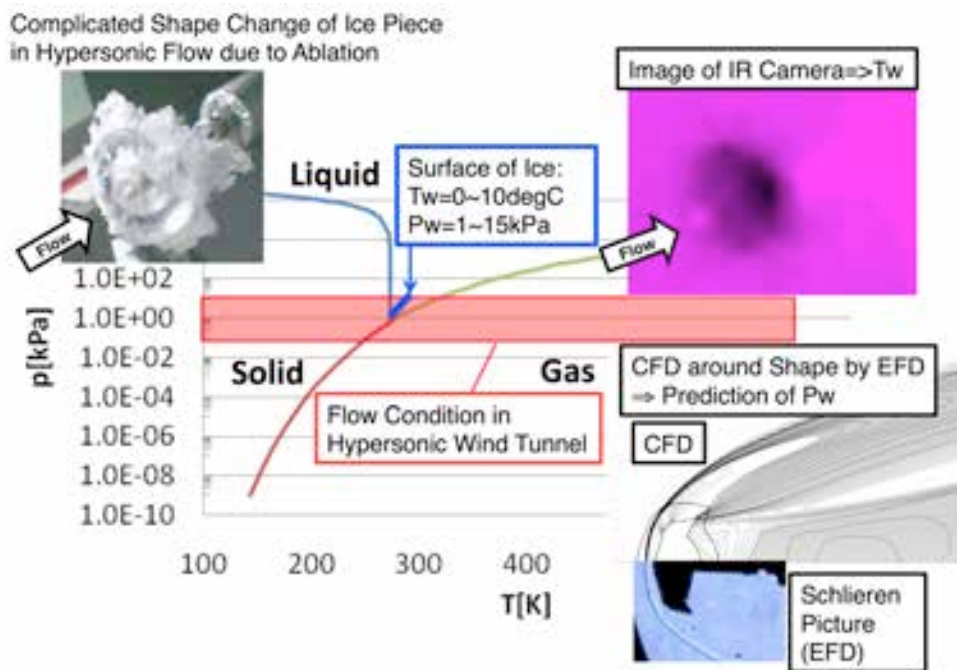 Complicated Shape Change of Ice Piece
in Hypersonic Flow due to Ablation
Image of IR Camera=>Tw
Liquid
Surface of Ice:
Tw=0~10degC
Pw=1~15kPa
Flow
Flow
1.0E+02
1.0E+00
1.0E-02
1.0E-04
1.0E-06
1.0E-08
1.0E-10
p[kPa]
Solid
Gas
Flow Condition in
Hypersonic Wind Tunnel
CFD around Shape by EFD
⇒ Prediction of Pw
CFD
100
200
300
400
T[K]
Schlieren
Picture
(EFD)